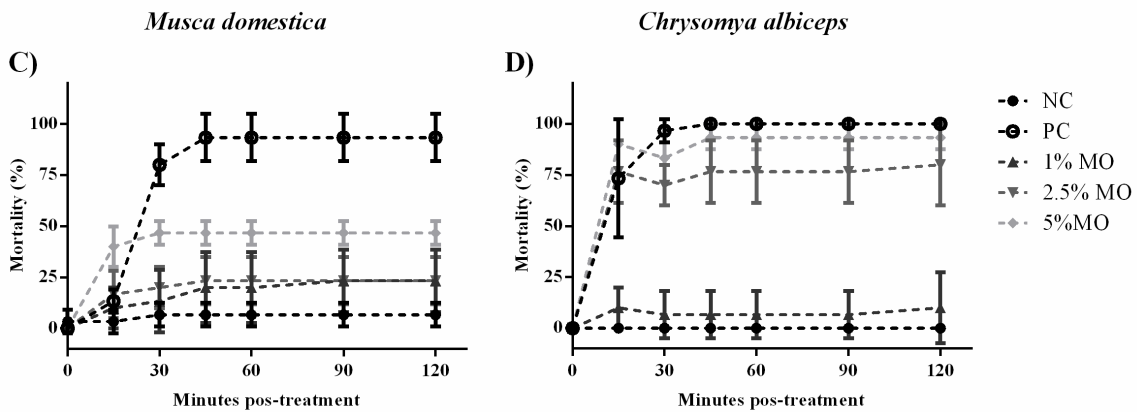 Musca domestica
Chrysomya albiceps
C)
D)
Mortality (%)
100
75
50
25
0
0
30
60
90
120
Minutes pos-treatment
Mortality (%)
100
75
50
25
0
0
30
60
90
120
Minutes pos-treatment
NC
PC
1% MO
2.5% MO
5%MO